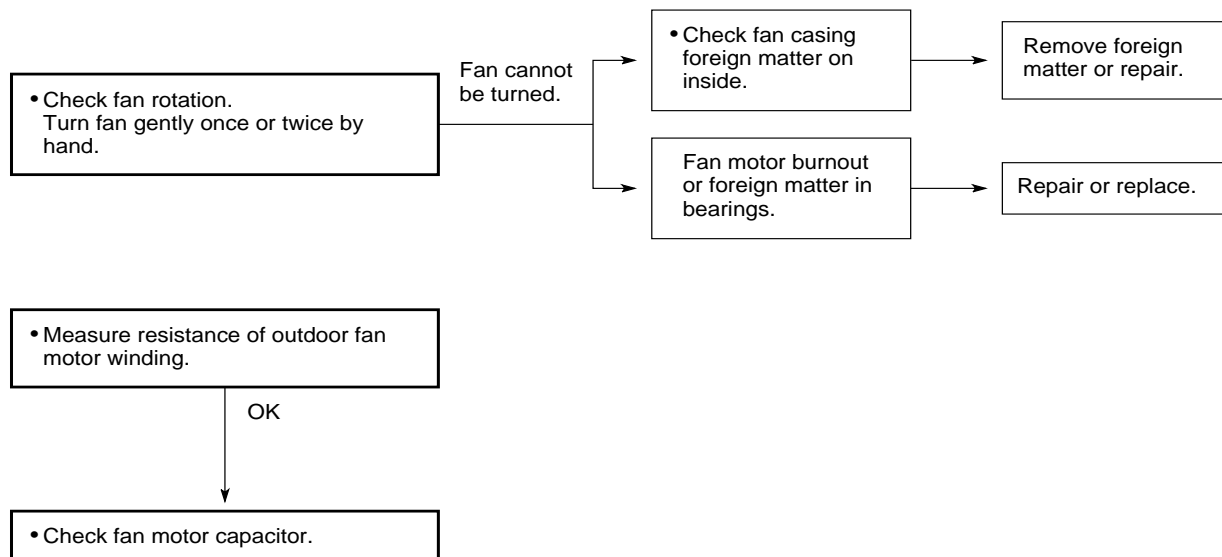 • Check fan rotation.
Turn fan gently once or twice by
hand.
Fan cannot
be turned.
• Check fan casing
foreign matter on
inside.
Remove foreign
matter or repair.
Fan motor burnout
or foreign matter in
bearings.
Repair or replace.
• Measure resistance of outdoor fan
motor winding.
OK
• Check fan motor capacitor.